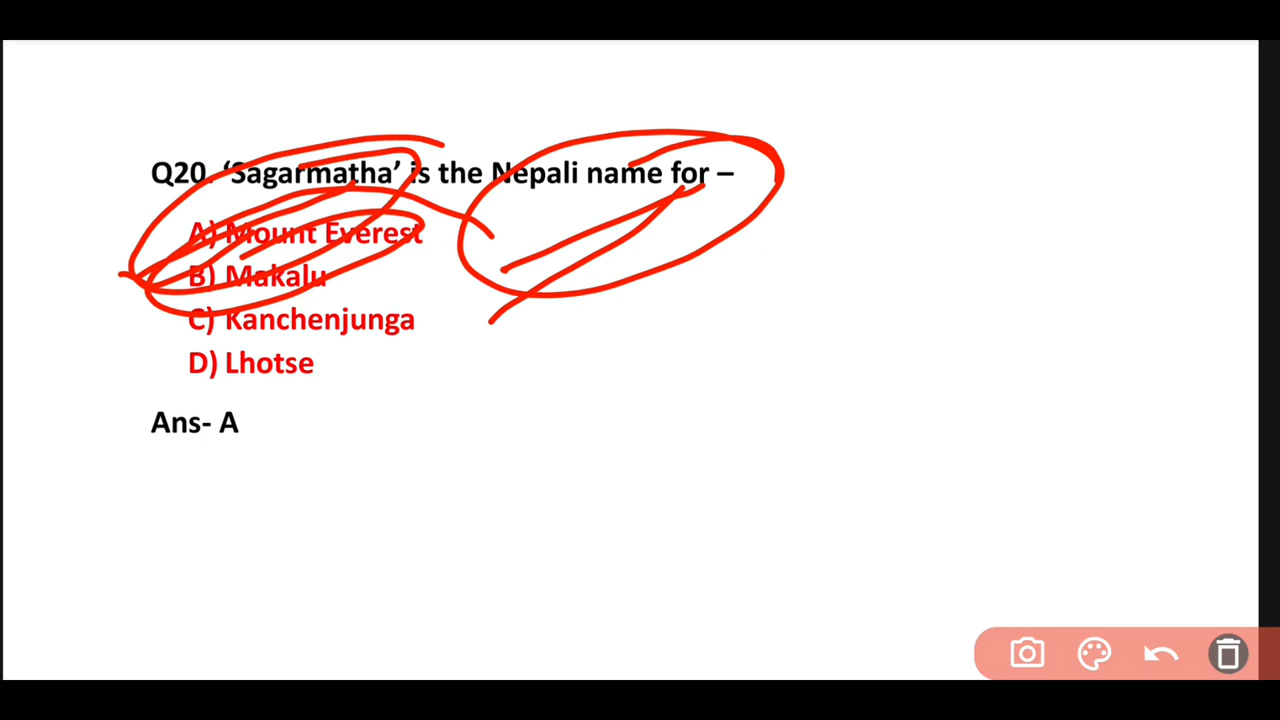 Q20. ‘Sagarmatha’ is the Nepali name for –
A) Mount Everest
B) Makalu
C) Kanchenjunga
D) Lhotse
Ans- A